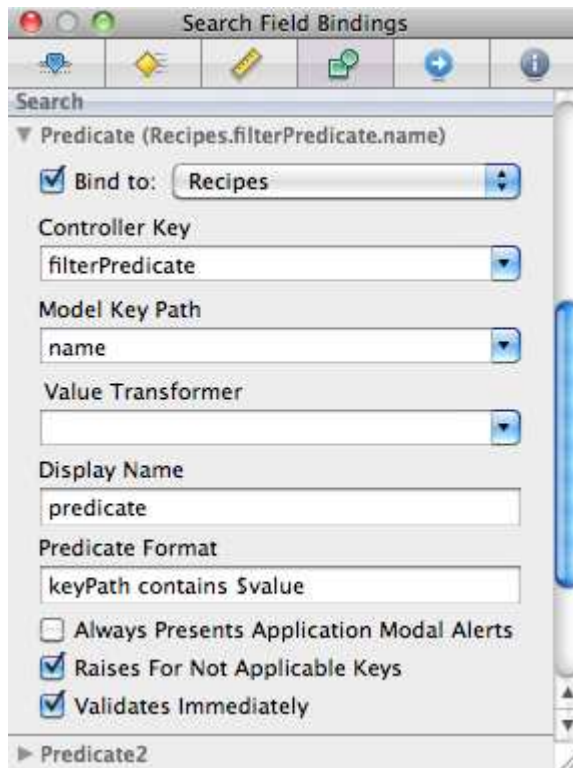 Search Field Bindings
Search
Predicate (Recipes.filterPredicate.name)
Bind to: Recipes
Controller Key
filterPredicate
Model Key Path
name
Value Transformer
Display Name
predicate
Predicate Format
keyPath contains $value
Always Presents Application Modal Alerts
Raises For Not Applicable Keys
Validates Immediately
Predicate2